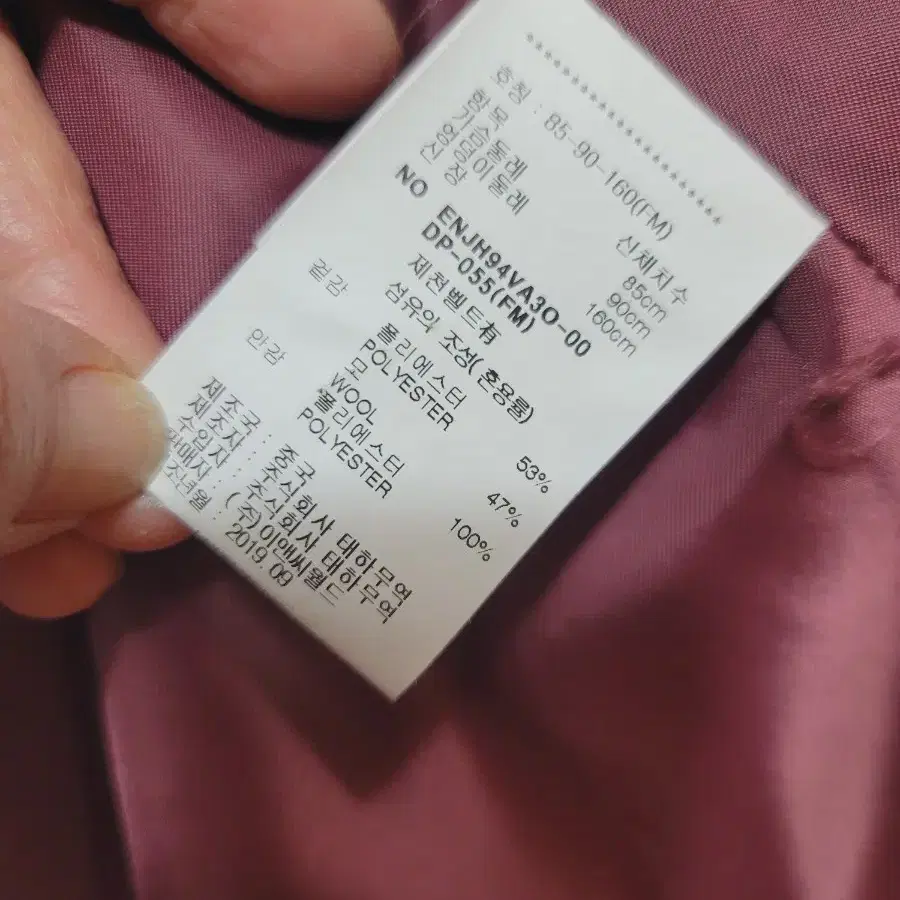 호칭 : 85-90-160(FM)
항목 신체치수
가슴둘레 85cm
엉덩이둘레 90cm
신장 160cm
NO ENJH94VA3O-00
DP-055(FM)
제천벨트有
섬유의 조성( 혼용률)
겉감 폴리에스터 53%
POLYESTER
모 47%
WOOL
안감 *폴리에스터 100%
POLYESTER
제조국 : 중국
제조자 : 주식회사 태하무역
수입자 : 주식회사 태하무역
판매자 : (주)이앤씨월드
제조년월 : 2019. 09